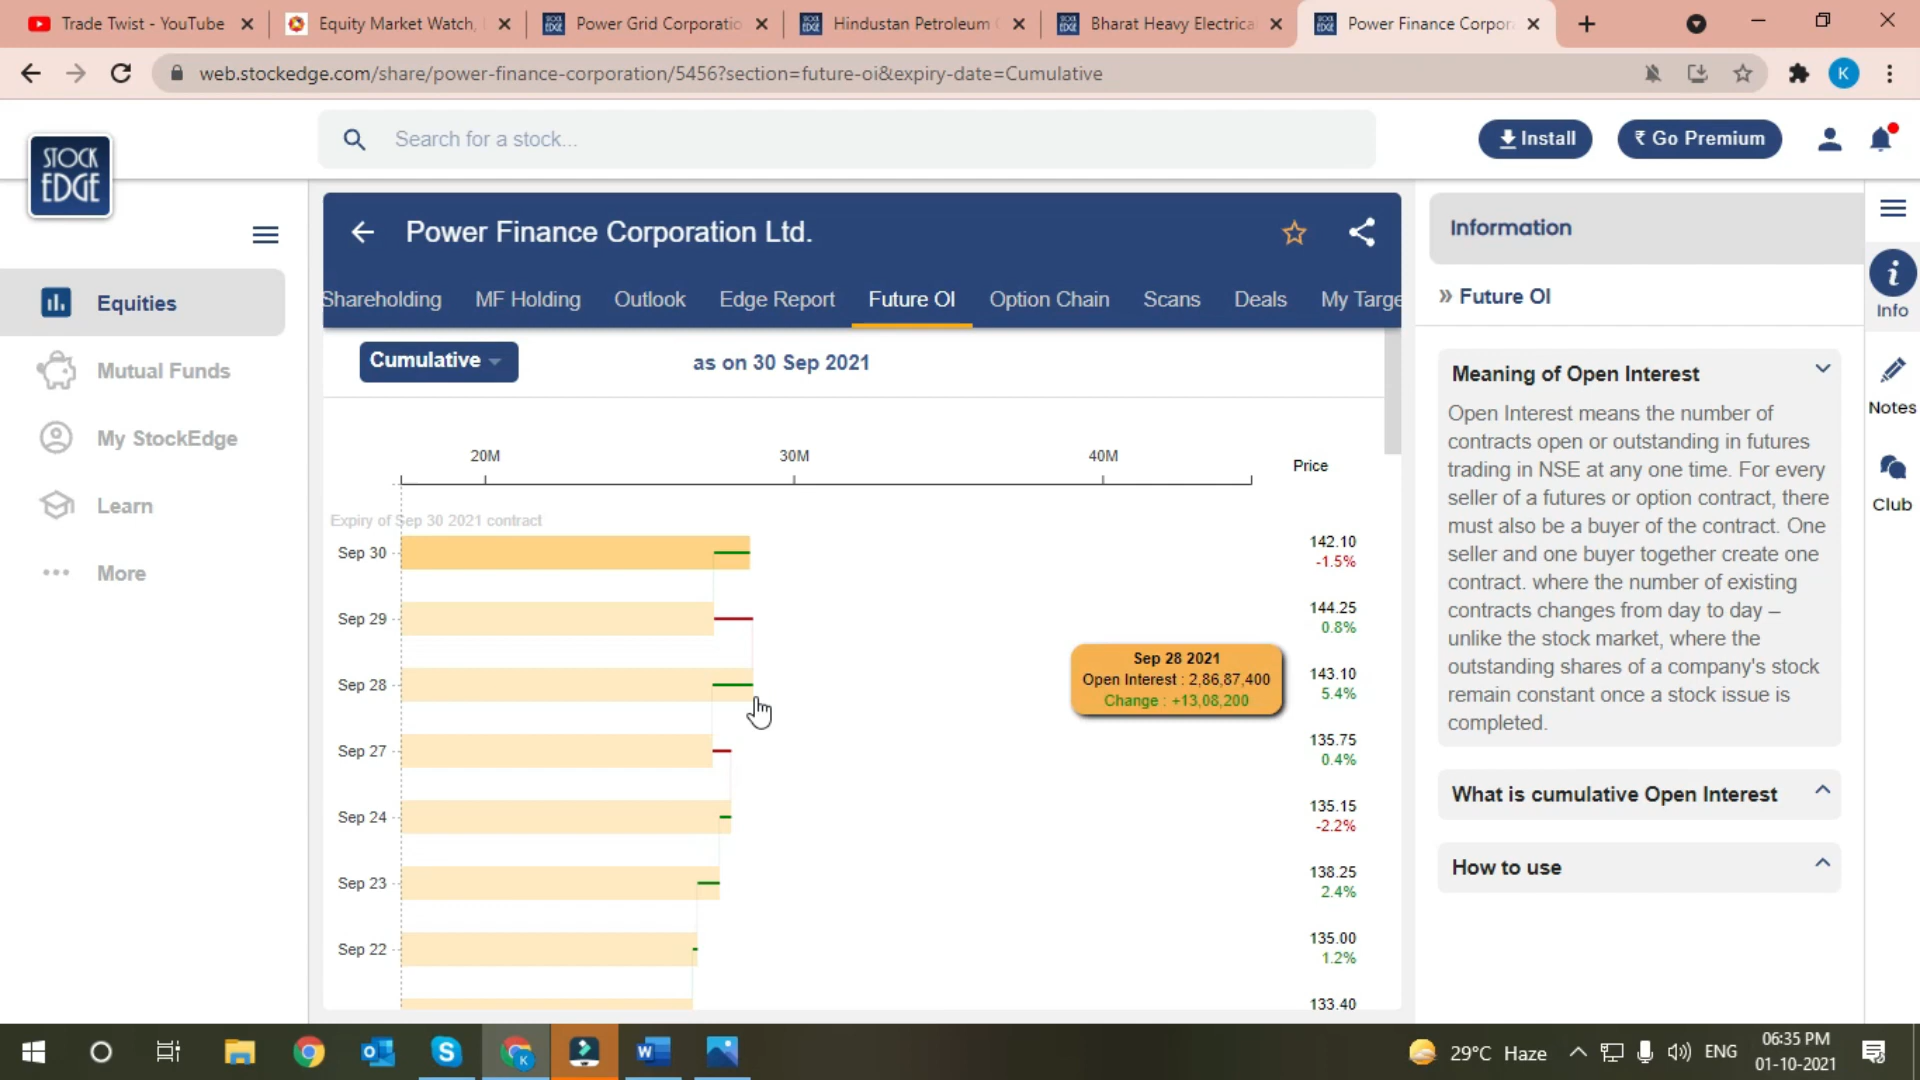 Trade Twist - YouTube
Equity Market Watch,
Power Grid Corporatio
Hindustan Petroleum
Bharat Heavy Electrica
Power Finance Corpor
web.stockedge.com/share/power-finance-corporation/5456?section=future-oi&expiry-date=Cumulative
K
STOCK
EDGE
Search for a stock...
Install
₹ Go Premium
Equities
Mutual Funds
My StockEdge
Learn
More
Power Finance Corporation Ltd.
Shareholding
MF Holding
Outlook
Edge Report
Future OI
Option Chain
Scans
Deals
My Targe
Cumulative
as on 30 Sep 2021
20M
30M
40M
Price
Expiry of Sep 30 2021 contract
Sep 30
142.10
-1.5%
Sep 29
144.25
0.8%
Sep 28
143.10
5.4%
Sep 28 2021
Open Interest : 2,86,87,400
Change : +13,08,200
Sep 27
135.75
0.4%
Sep 24
135.15
-2.2%
Sep 23
138.25
2.4%
Sep 22
135.00
1.2%
133.40
Information
» Future OI
Meaning of Open Interest
Open Interest means the number of
contracts open or outstanding in futures
trading in NSE at any one time. For every
seller of a futures or option contract, there
must also be a buyer of the contract. One
seller and one buyer together create one
contract. where the number of existing
contracts changes from day to day –
unlike the stock market, where the
outstanding shares of a company's stock
remain constant once a stock issue is
completed.
What is cumulative Open Interest
How to use
Info
Notes
Club
29°C Haze
ENG
06:35 PM
01-10-2021